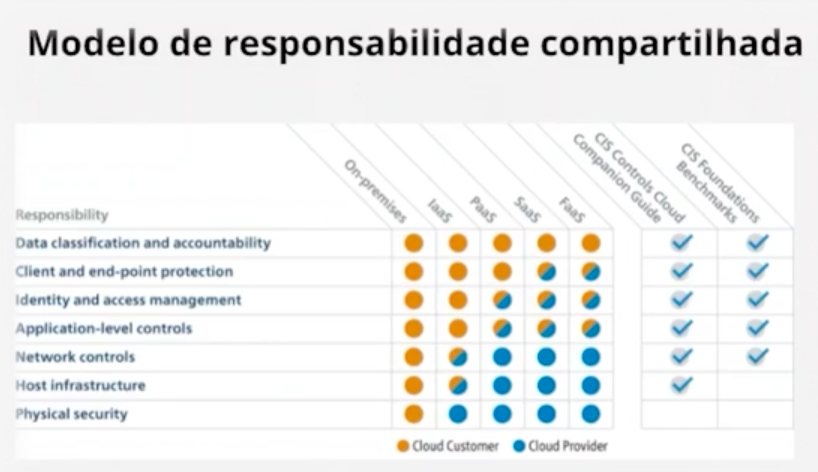 Modelo de responsabilidade compartilhada
Responsibility
On-premises
IaaS
PaaS
SaaS
FaaS
CIS Controls Cloud
Companion Guide
CIS Foundations
Benchmarks
Data classification and accountability
Client and end-point protection
Identity and access management
Application-level controls
Network controls
Host infrastructure
Physical security
Cloud Customer
Cloud Provider